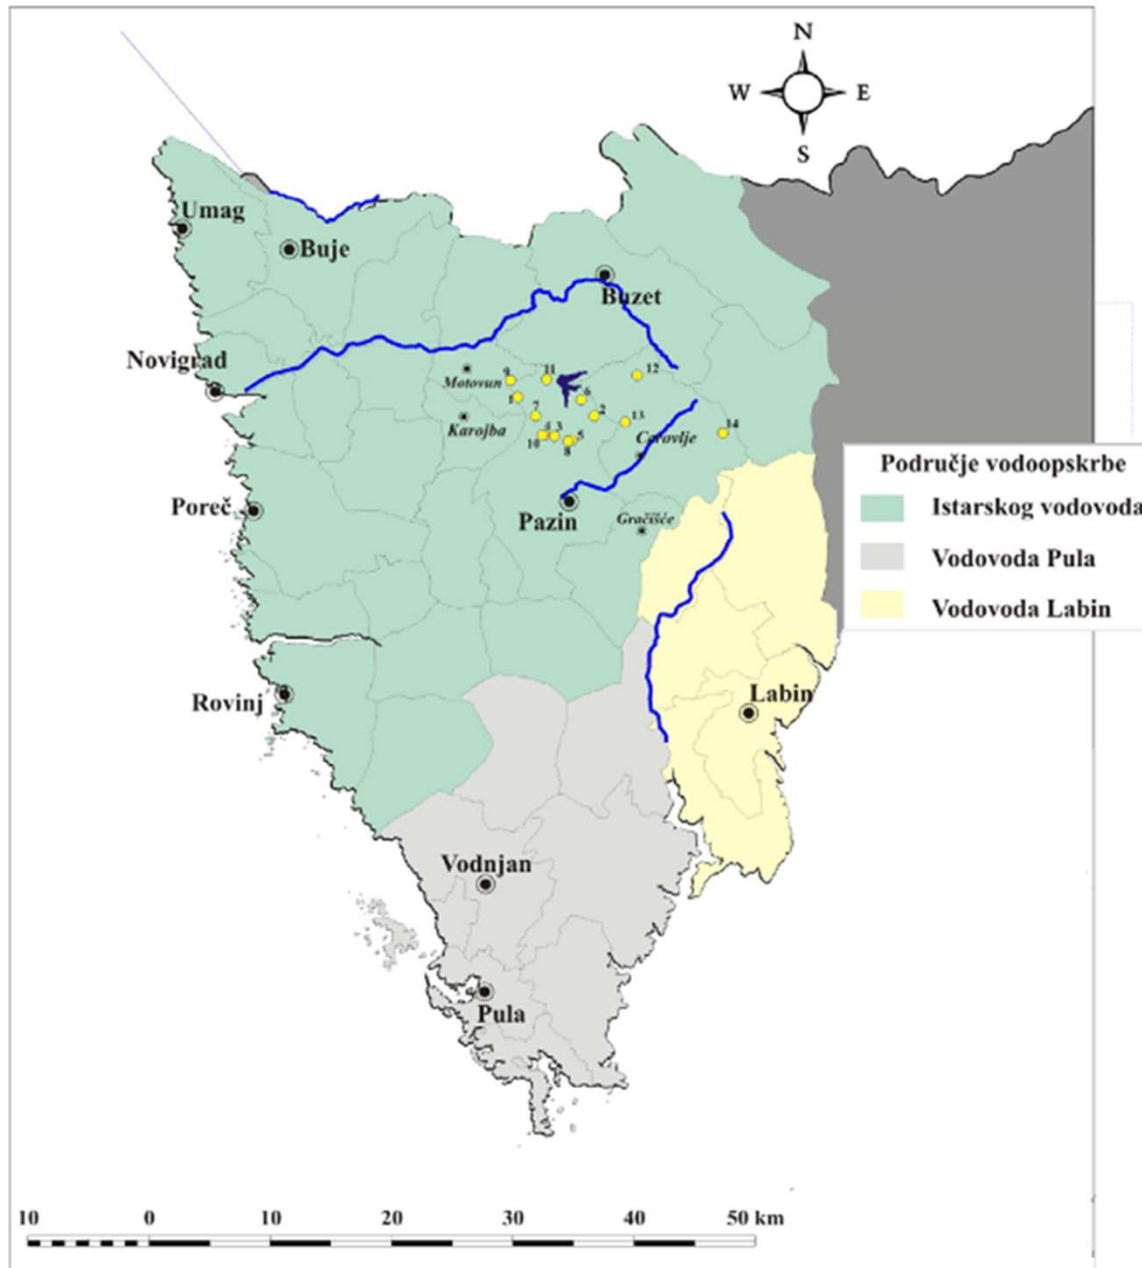 N
W E
S
Umag
Buje
Buzet
Novigrad
Motovun
9
11
12
1
6
7
2
13
Karojba
4 3
5
10
8
Cerovlje
14
Područje vodoopskrbe
Istarskog vodovoda
Vodovoda Pula
Vodovoda Labin
Poreč
Pazin
Gračišće
Rovinj
Labin
Vodnjan
Pula
10 0 10 20 30 40 50 km